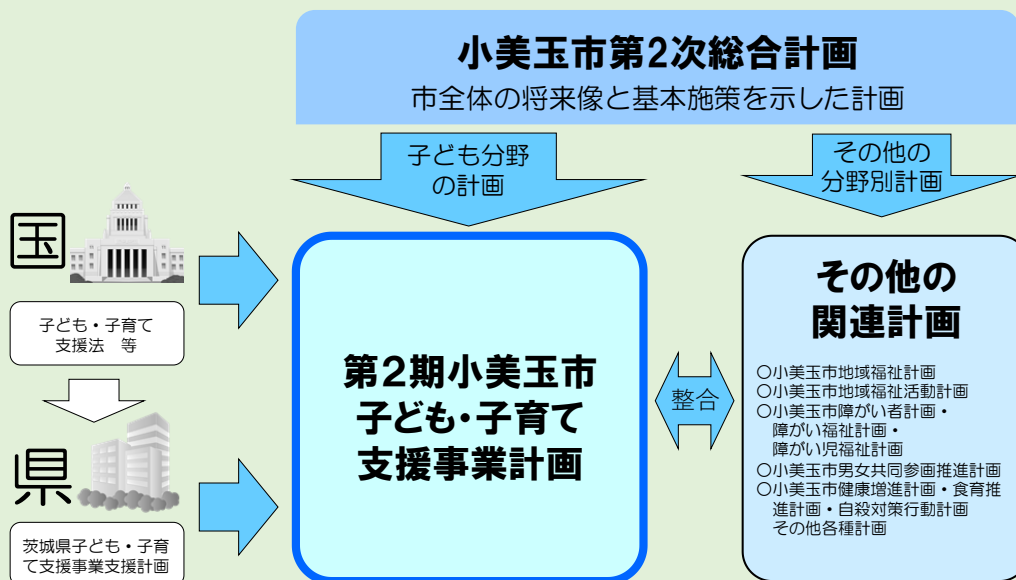 小美玉市第2次総合計画
市全体の将来像と基本施策を示した計画
子ども分野
の計画
その他の
分野別計画
国
子ども・子育て
支援法　等
県
茨城県子ども・子育
て支援事業支援計画
第2期小美玉市
子ども・子育て
支援事業計画
整合
その他の
関連計画
○小美玉市地域福祉計画
○小美玉市地域福祉活動計画
○小美玉市障がい者計画・
障がい福祉計画・
障がい児福祉計画
○小美玉市男女共同参画推進計画
○小美玉市健康増進計画・食育推
進計画・自殺対策行動計画
その他各種計画